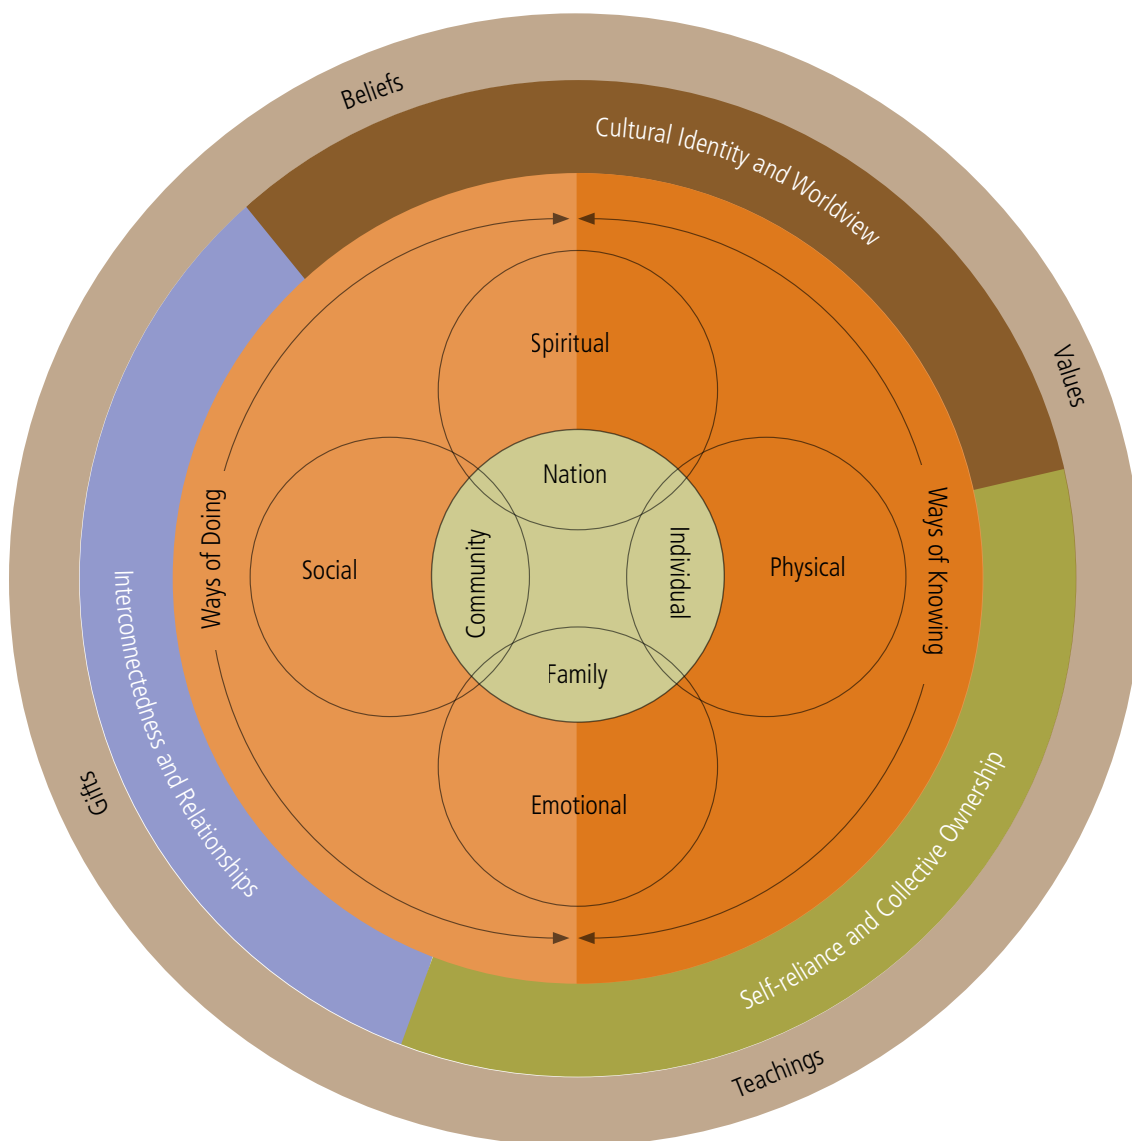 Beliefs
Cultural Identity and Worldview
Values
Spiritual
Nation
Ways of Doing
Social
Community
Individual
Physical
Ways of Knowing
Interconnectedness and Relationships
Family
Gifts
Emotional
Self-reliance and Collective Ownership
Teachings